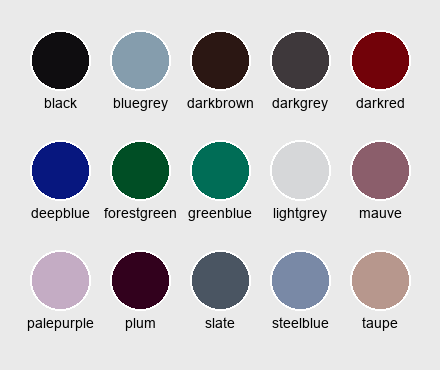 black bluegrey darkbrown darkgrey darkred
deepblue forestgreen greenblue lightgrey mauve
palepurple plum slate steelblue taupe